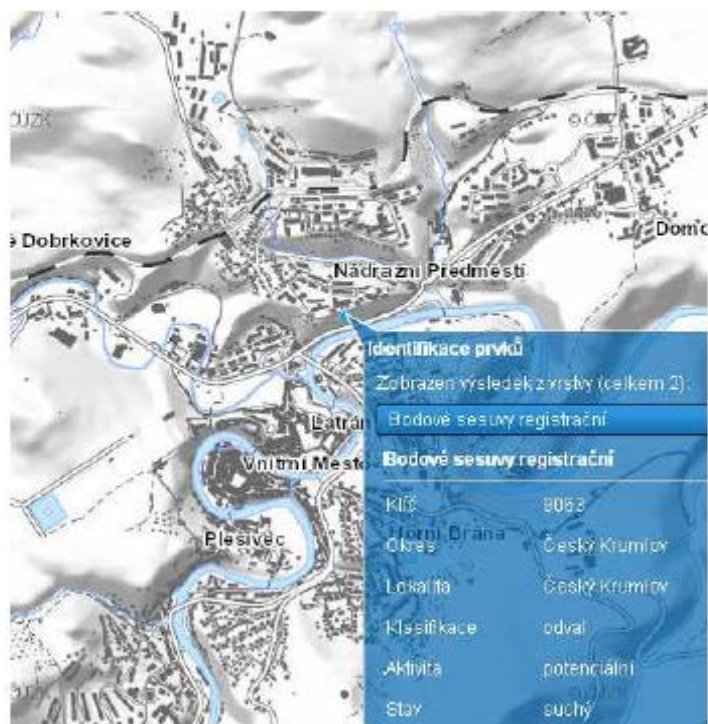 ČÚZK
© Č
Dobrkovice
Domo
Nádražní Předměstí
Identifikace prvků
Zobrazen výsledek z vrstvy (celkem 2):
Bodové sesuvy registrační
Latrán
Bodové sesuvy registrační
Vnitřní Město
Klíč
Horní Brána
Plešivec
Okres Český Krumlov
Lokalita Český Krumlov
Klasifikace odval
Aktivita potenciální
ČÚZK
Stav suchý